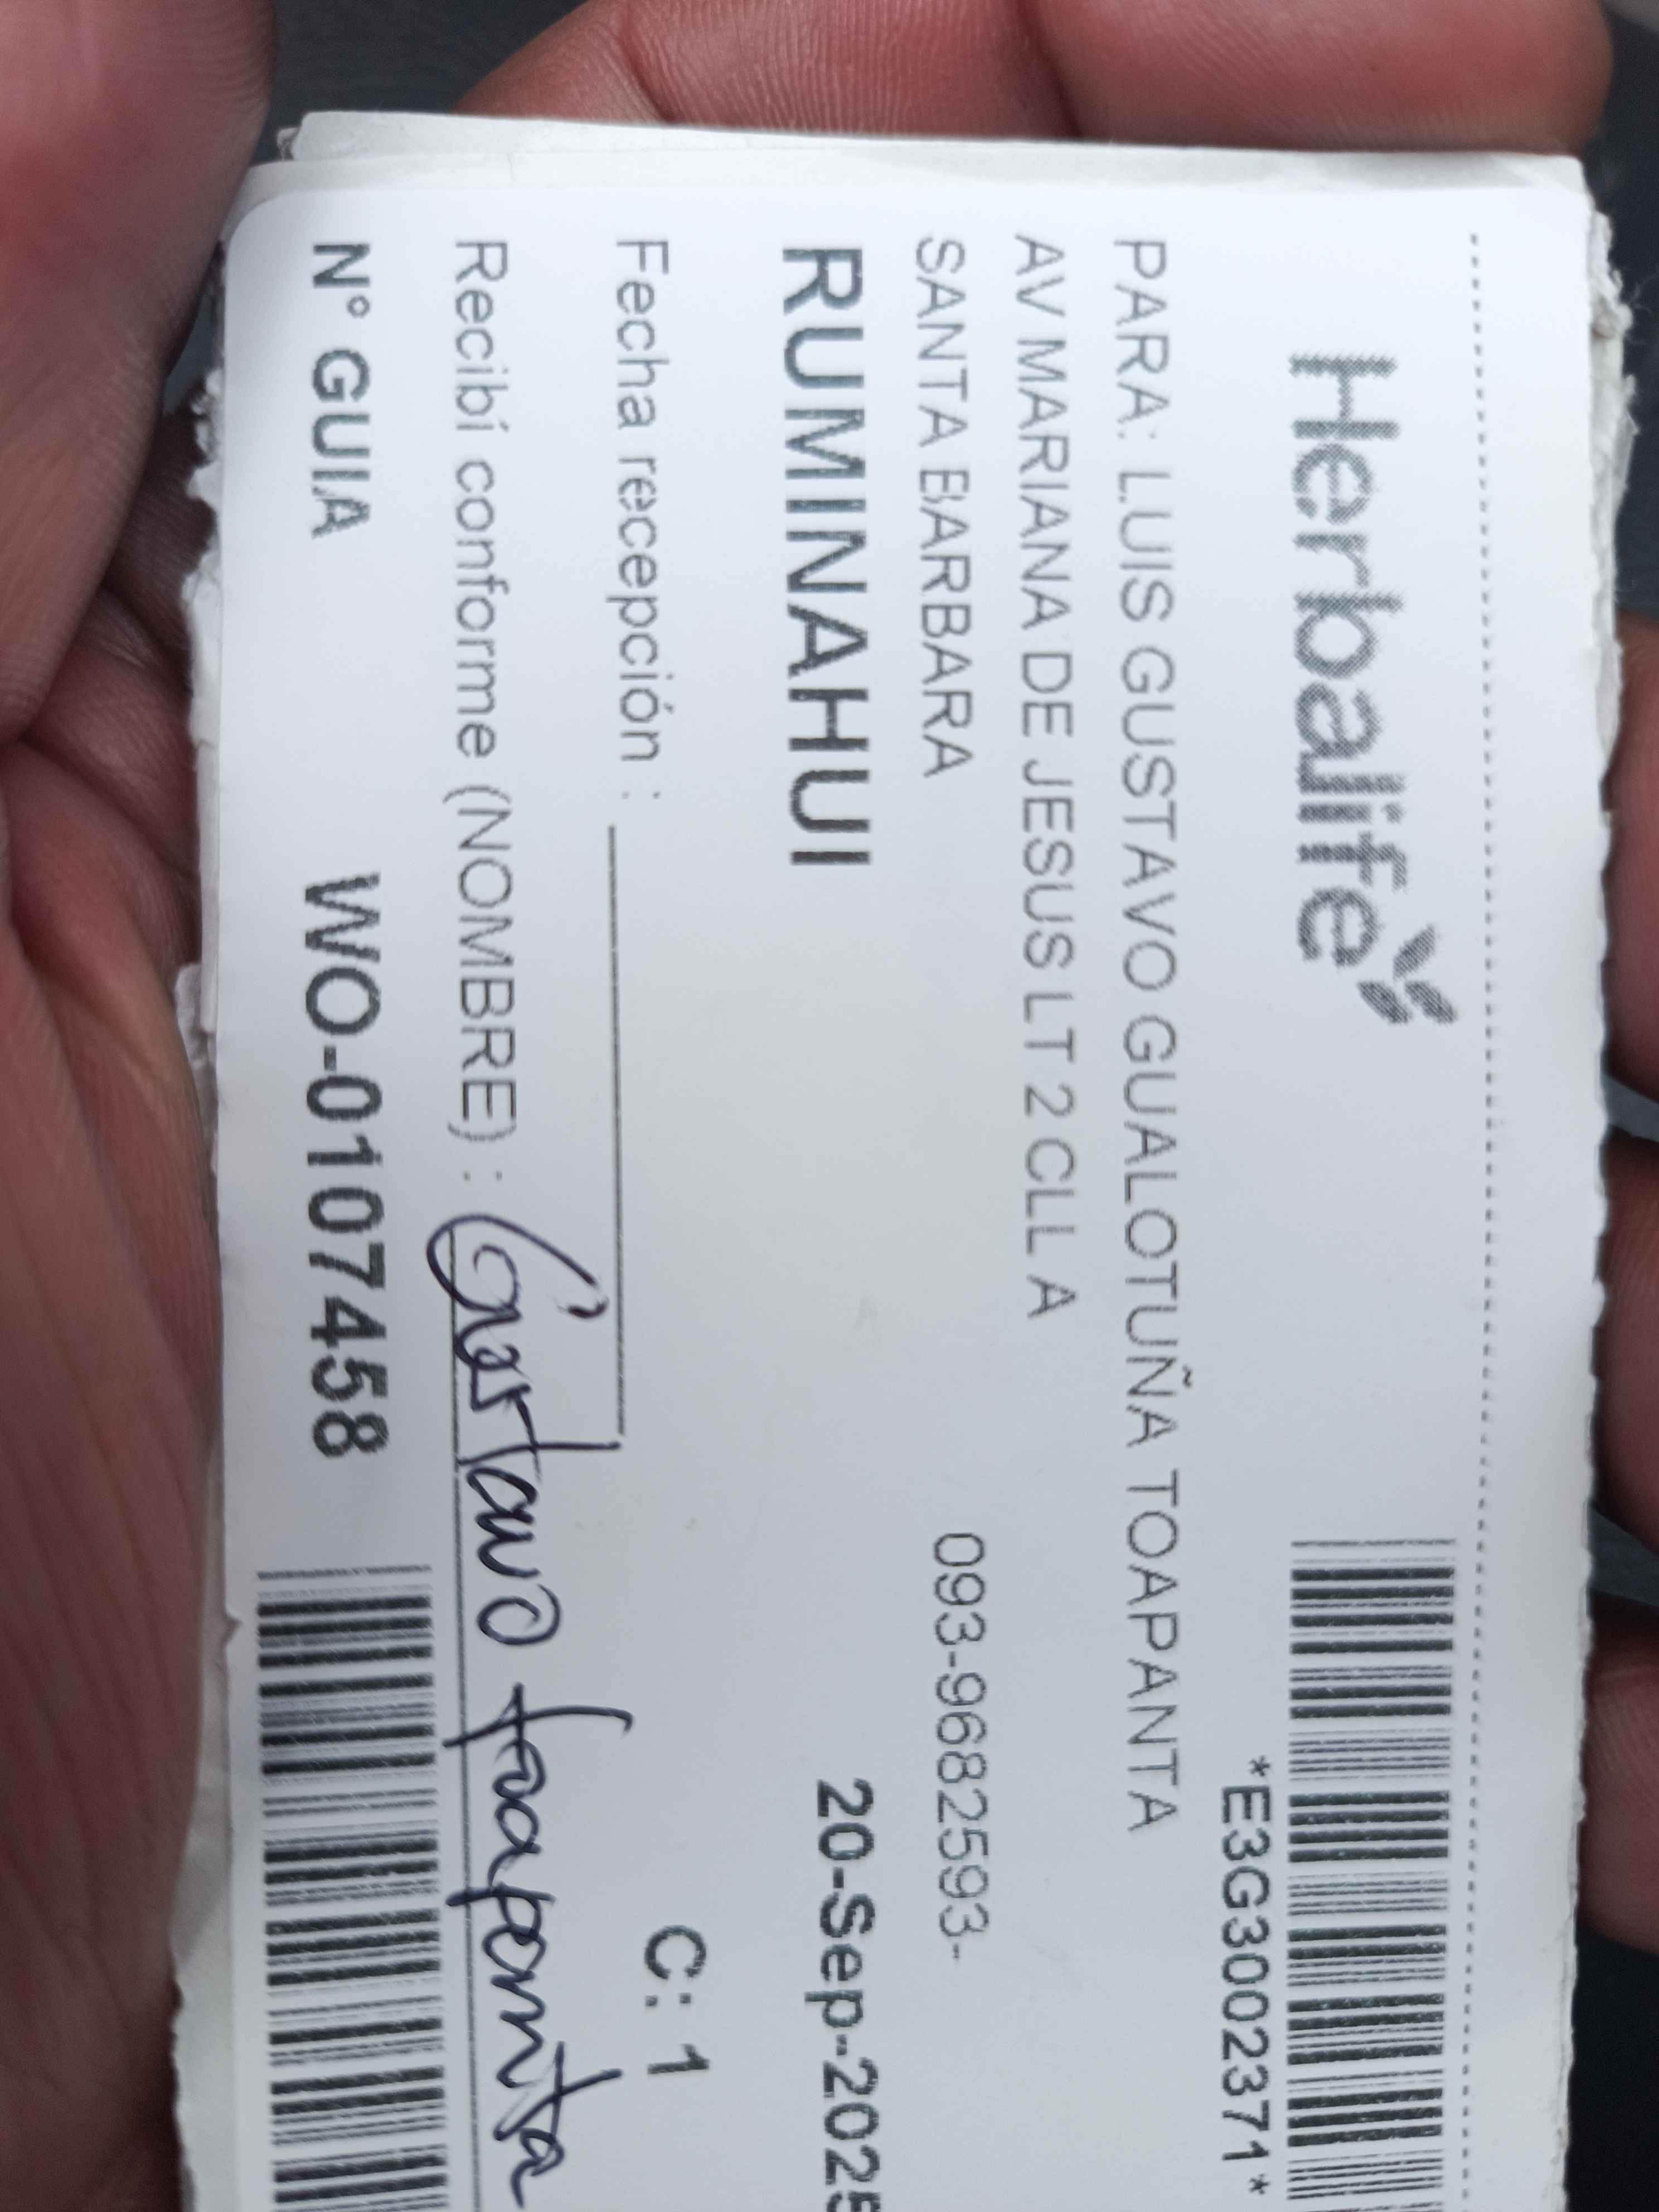 Herbalife
*E3G3002371*
PARA: LUIS GUSTAVO GUALOTUÑA TOAPANTA
AV MARIANA DE JESUS LT 2 CLL A
SANTA BARBARA 093-9682593-
RUMINAHUI 20-Sep-2025
Fecha recepción : C: 1
Recibí conforme (NOMBRE) : Gustavo Toapanta
N° GUIA WO-0107458